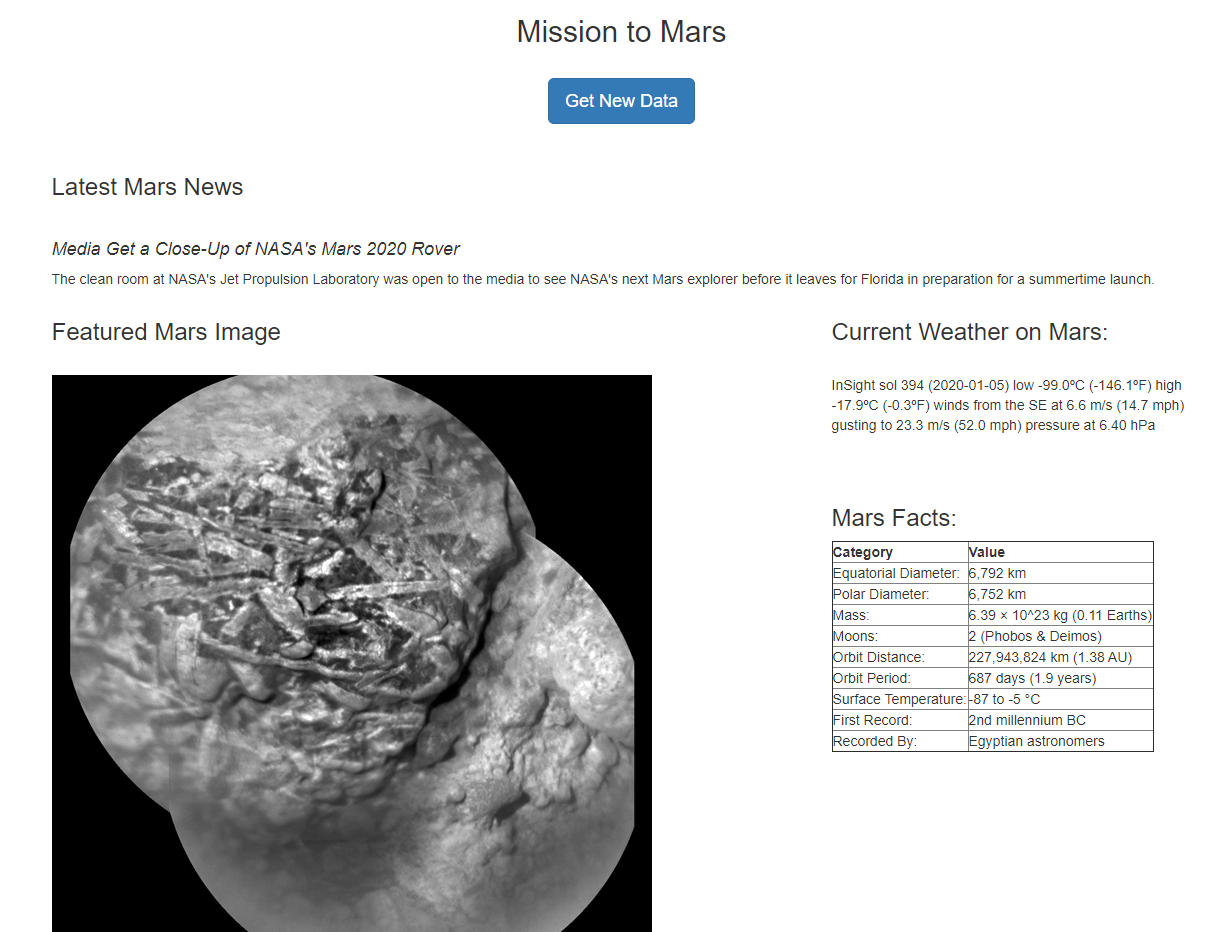 Mission to Mars
Get New Data
Latest Mars News
Media Get a Close-Up of NASA's Mars 2020 Rover
The clean room at NASA's Jet Propulsion Laboratory was open to the media to see NASA's next Mars explorer before it leaves for Florida in preparation for a summertime launch.
Featured Mars Image
Current Weather on Mars:
InSight sol 394 (2020-01-05) low -99.0ºC (-146.1ºF) high
-17.9ºC (-0.3ºF) winds from the SE at 6.6 m/s (14.7 mph)
gusting to 23.3 m/s (52.0 mph) pressure at 6.40 hPa
Mars Facts:
Category Value
Equatorial Diameter: 6,792 km
Polar Diameter: 6,752 km
Mass: 6.39 × 10^23 kg (0.11 Earths)
Moons: 2 (Phobos & Deimos)
Orbit Distance: 227,943,824 km (1.38 AU)
Orbit Period: 687 days (1.9 years)
Surface Temperature: -87 to -5 °C
First Record: 2nd millennium BC
Recorded By: Egyptian astronomers